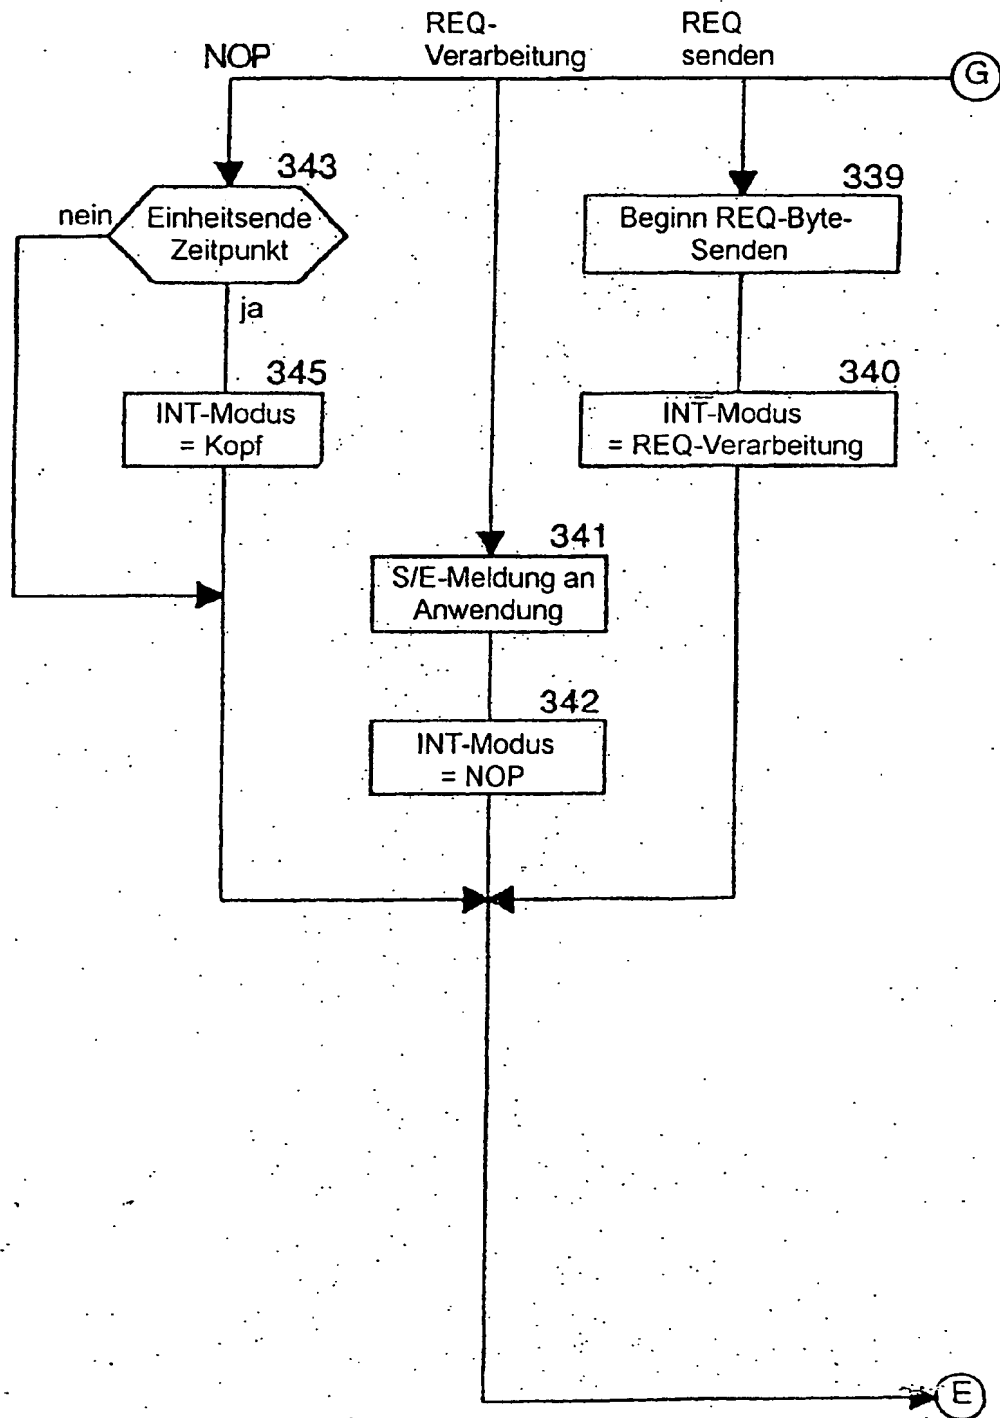 REQ-
Verarbeitung
REQ
senden
NOP
G
343
nein
Einheitsende
Zeitpunkt
ja
339
Beginn REQ-Byte-
Senden
345
INT-Modus
= Kopf
340
INT-Modus
= REQ-Verarbeitung
341
S/E-Meldung an
Anwendung
342
INT-Modus
= NOP
E